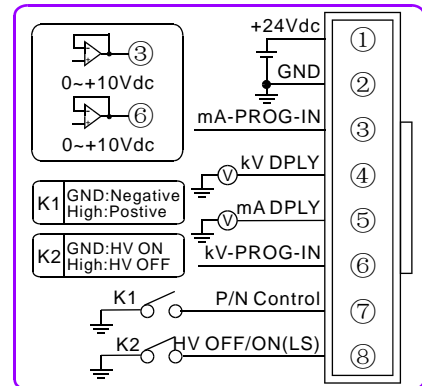 ③
0~+10Vdc
⑥
0~+10Vdc
K1 GND:Negative
High:Postive
K2 GND:HV ON
High:HV OFF
+24Vdc ①
GND ②
mA-PROG-IN ③
V kV DPLY ④
V mA DPLY ⑤
kV-PROG-IN ⑥
K1 P/N Control ⑦
K2 HV OFF/ON(LS) ⑧